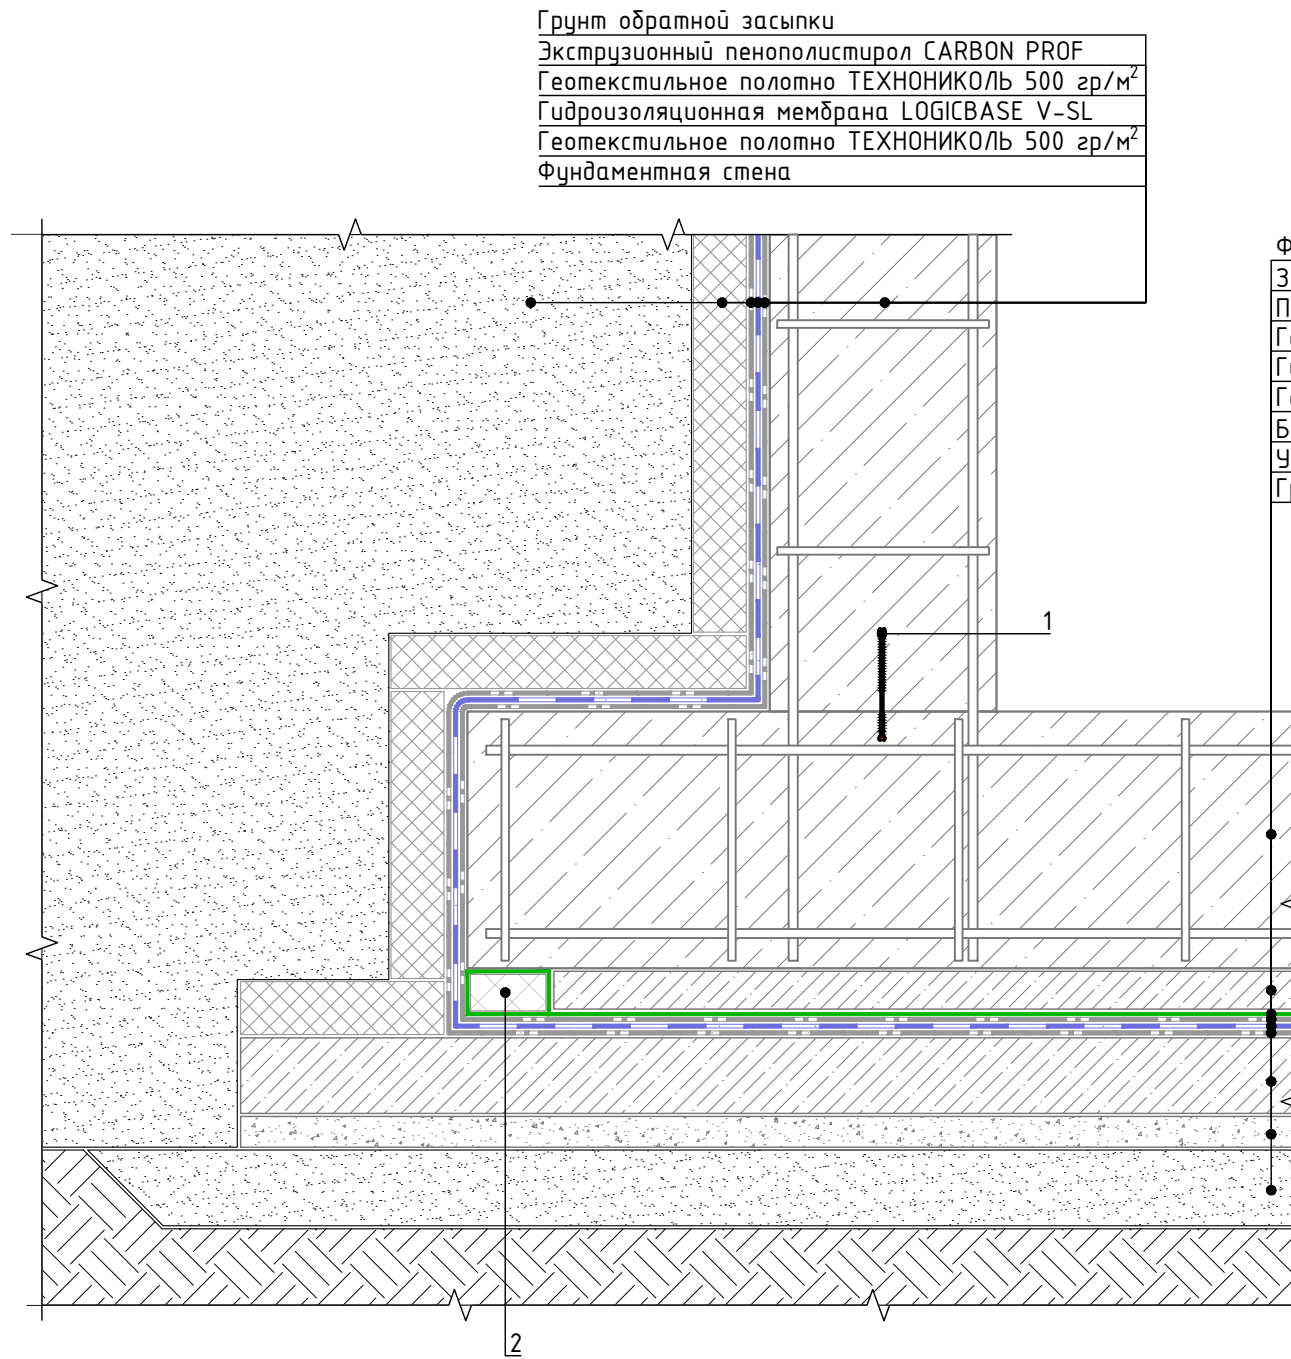 Грунт обратной засыпки
Экструзионный пенополистирол CARBON PROF
Геотекстильное полотно ТЕХНОНИКОЛЬ 500 гр/м²
Гидроизоляционная мембрана LOGICBASE V-SL
Геотекстильное полотно ТЕХНОНИКОЛЬ 500 гр/м²
Фундаментная стена
1
2